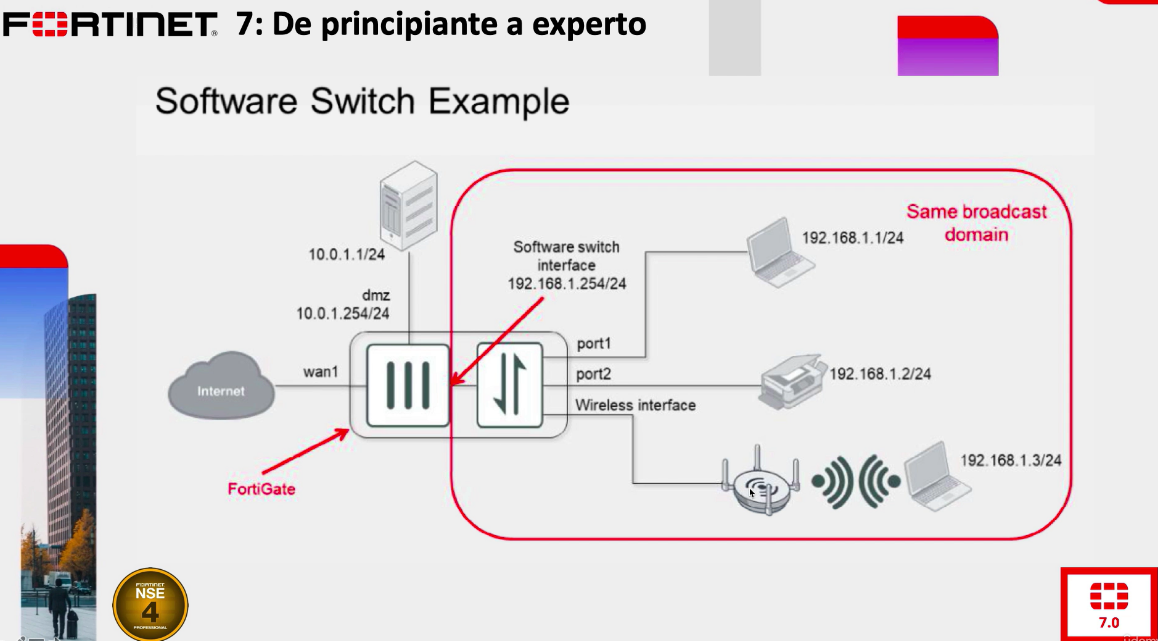 FORTINET® 7: De principiante a experto
Software Switch Example
Same broadcast
domain
192.168.1.1/24
Software switch
interface
192.168.1.254/24
10.0.1.1/24
dmz
10.0.1.254/24
port1
wan1
Internet
port2
192.168.1.2/24
Wireless interface
192.168.1.3/24
FortiGate
FORTINET
NSE
4
PROFESSIONAL
7.0